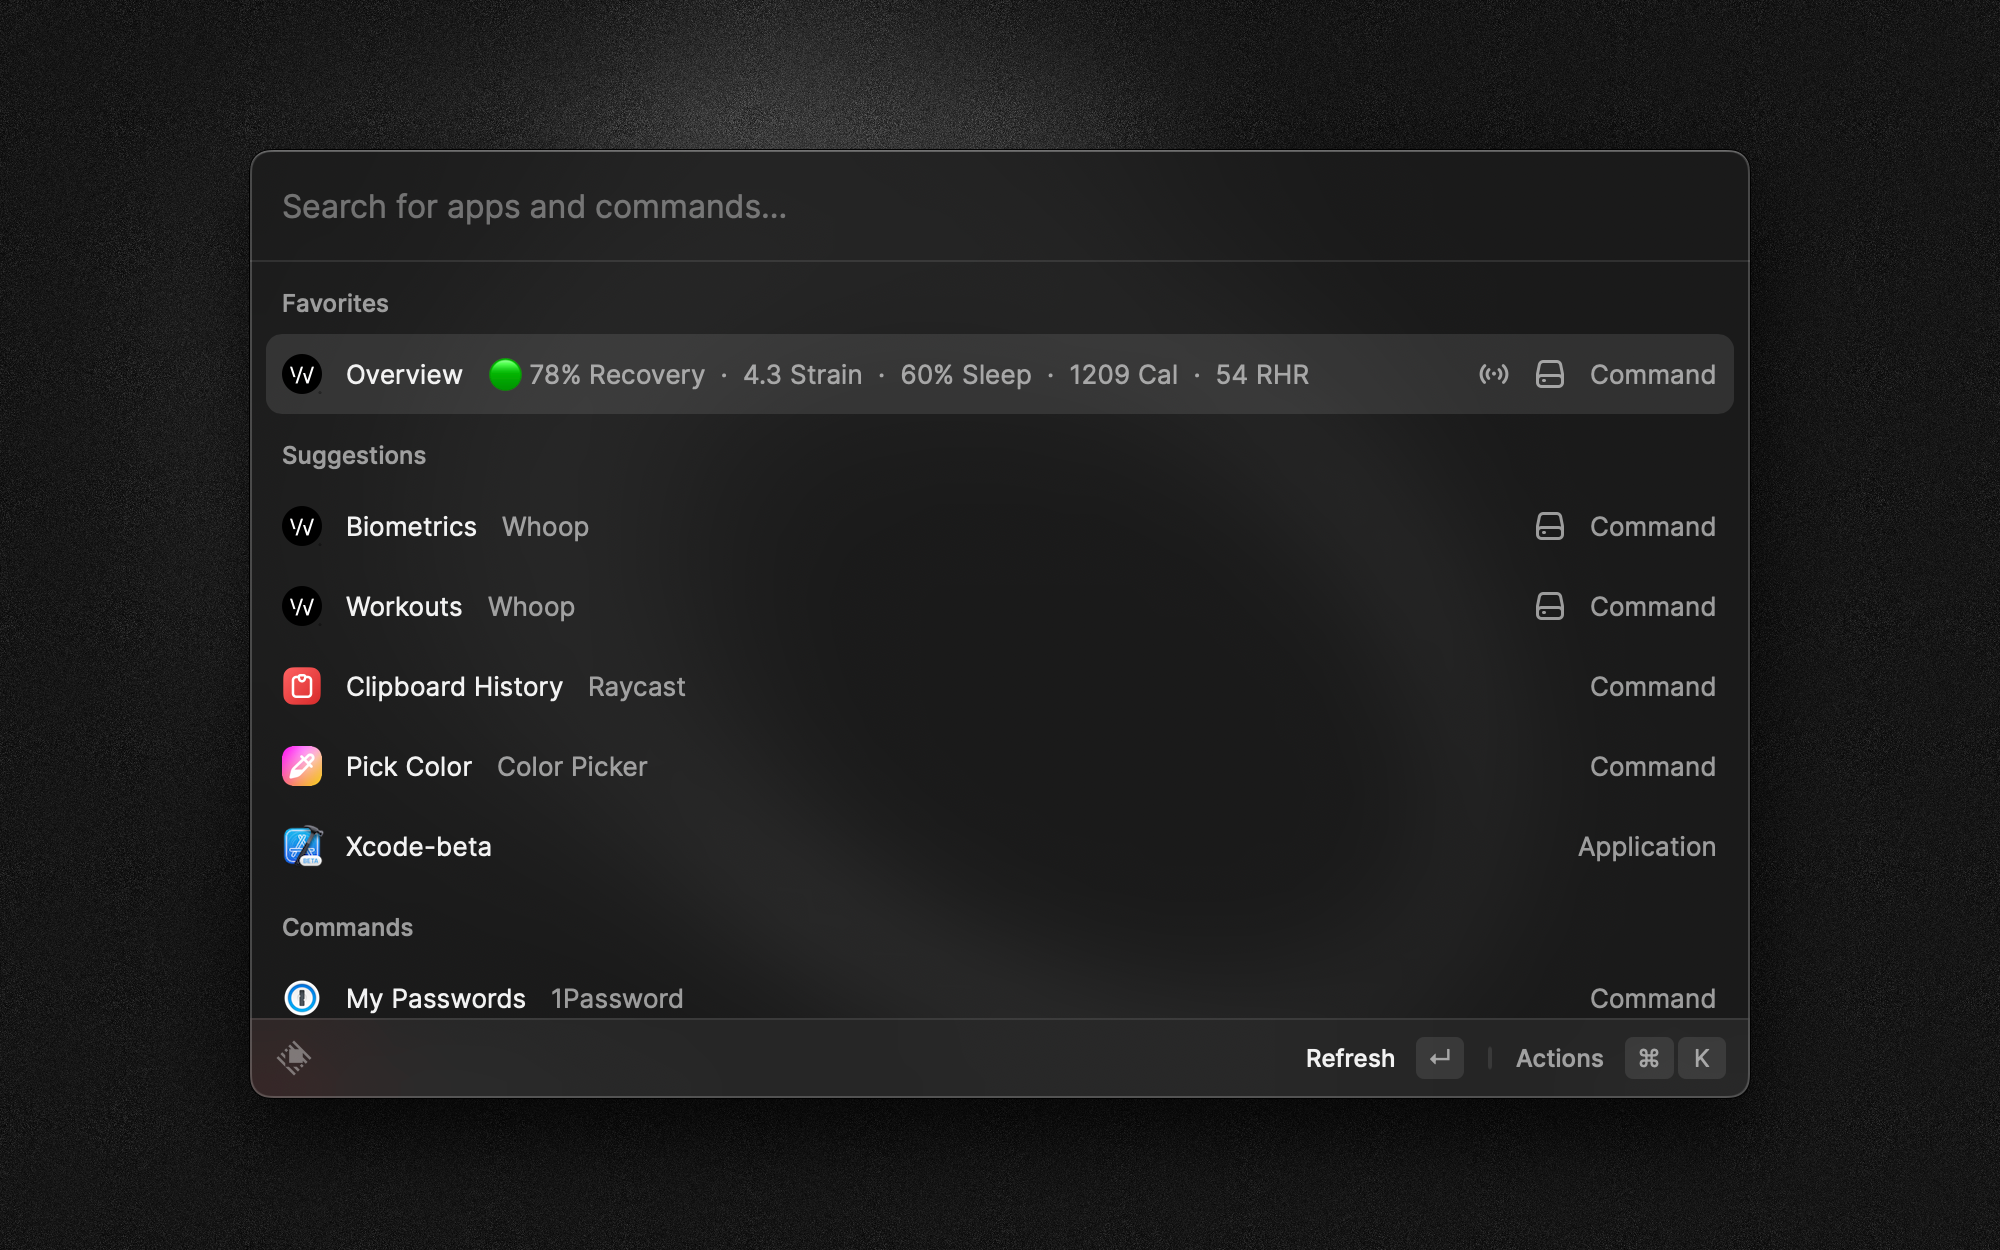 Search for apps and commands...
Favorites
Overview 78% Recovery · 4.3 Strain · 60% Sleep · 1209 Cal · 54 RHR Command
Suggestions
Biometrics Whoop Command
Workouts Whoop Command
Clipboard History Raycast Command
Pick Color Color Picker Command
BETA
Xcode-beta Application
Commands
My Passwords 1Password Command
Refresh ↵ Actions ⌘ K